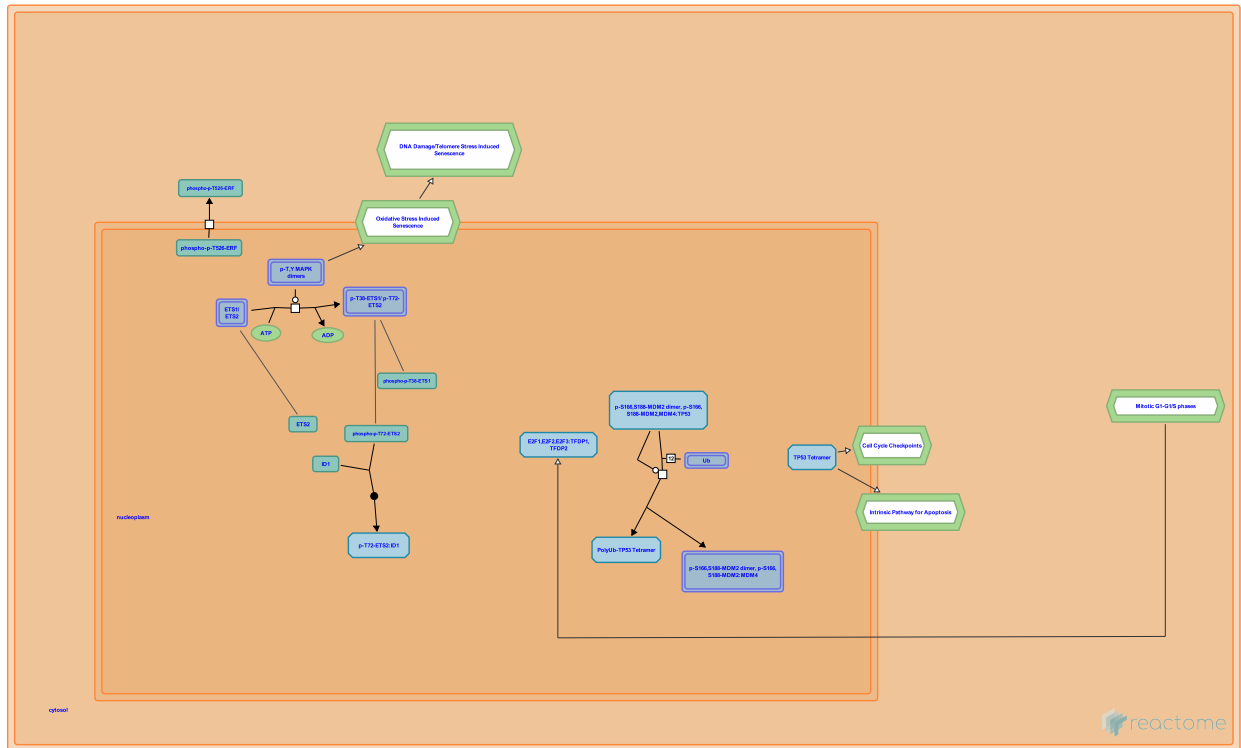 DNA Damage/Telomere Stress Induced
Senescence
phospho-p-T526-ERF
Oxidative Stress Induced
Senescence
phospho-p-T526-ERF
p-T,Y MAPK
dimers
p-T38-ETS1/ p-T72-
ETS2
ETS1/
ETS2
ATP
ADP
phospho-p-T38-ETS1
p-S166,S188-MDM2 dimer, p-S166,
S188-MDM2,MDM4:TP53
Mitotic G1-G1/S phases
ETS2
phospho-p-T72-ETS2
E2F1,E2F2,E2F3:TFDP1,
TFDP2
Cell Cycle Checkpoints
TP53 Tetramer
12
Ub
ID1
Intrinsic Pathway for Apoptosis
nucleoplasm
p-T72-ETS2:ID1
PolyUb-TP53 Tetramer
p-S166,S188-MDM2 dimer, p-S166,
S188-MDM2:MDM4
cytosol
reactome